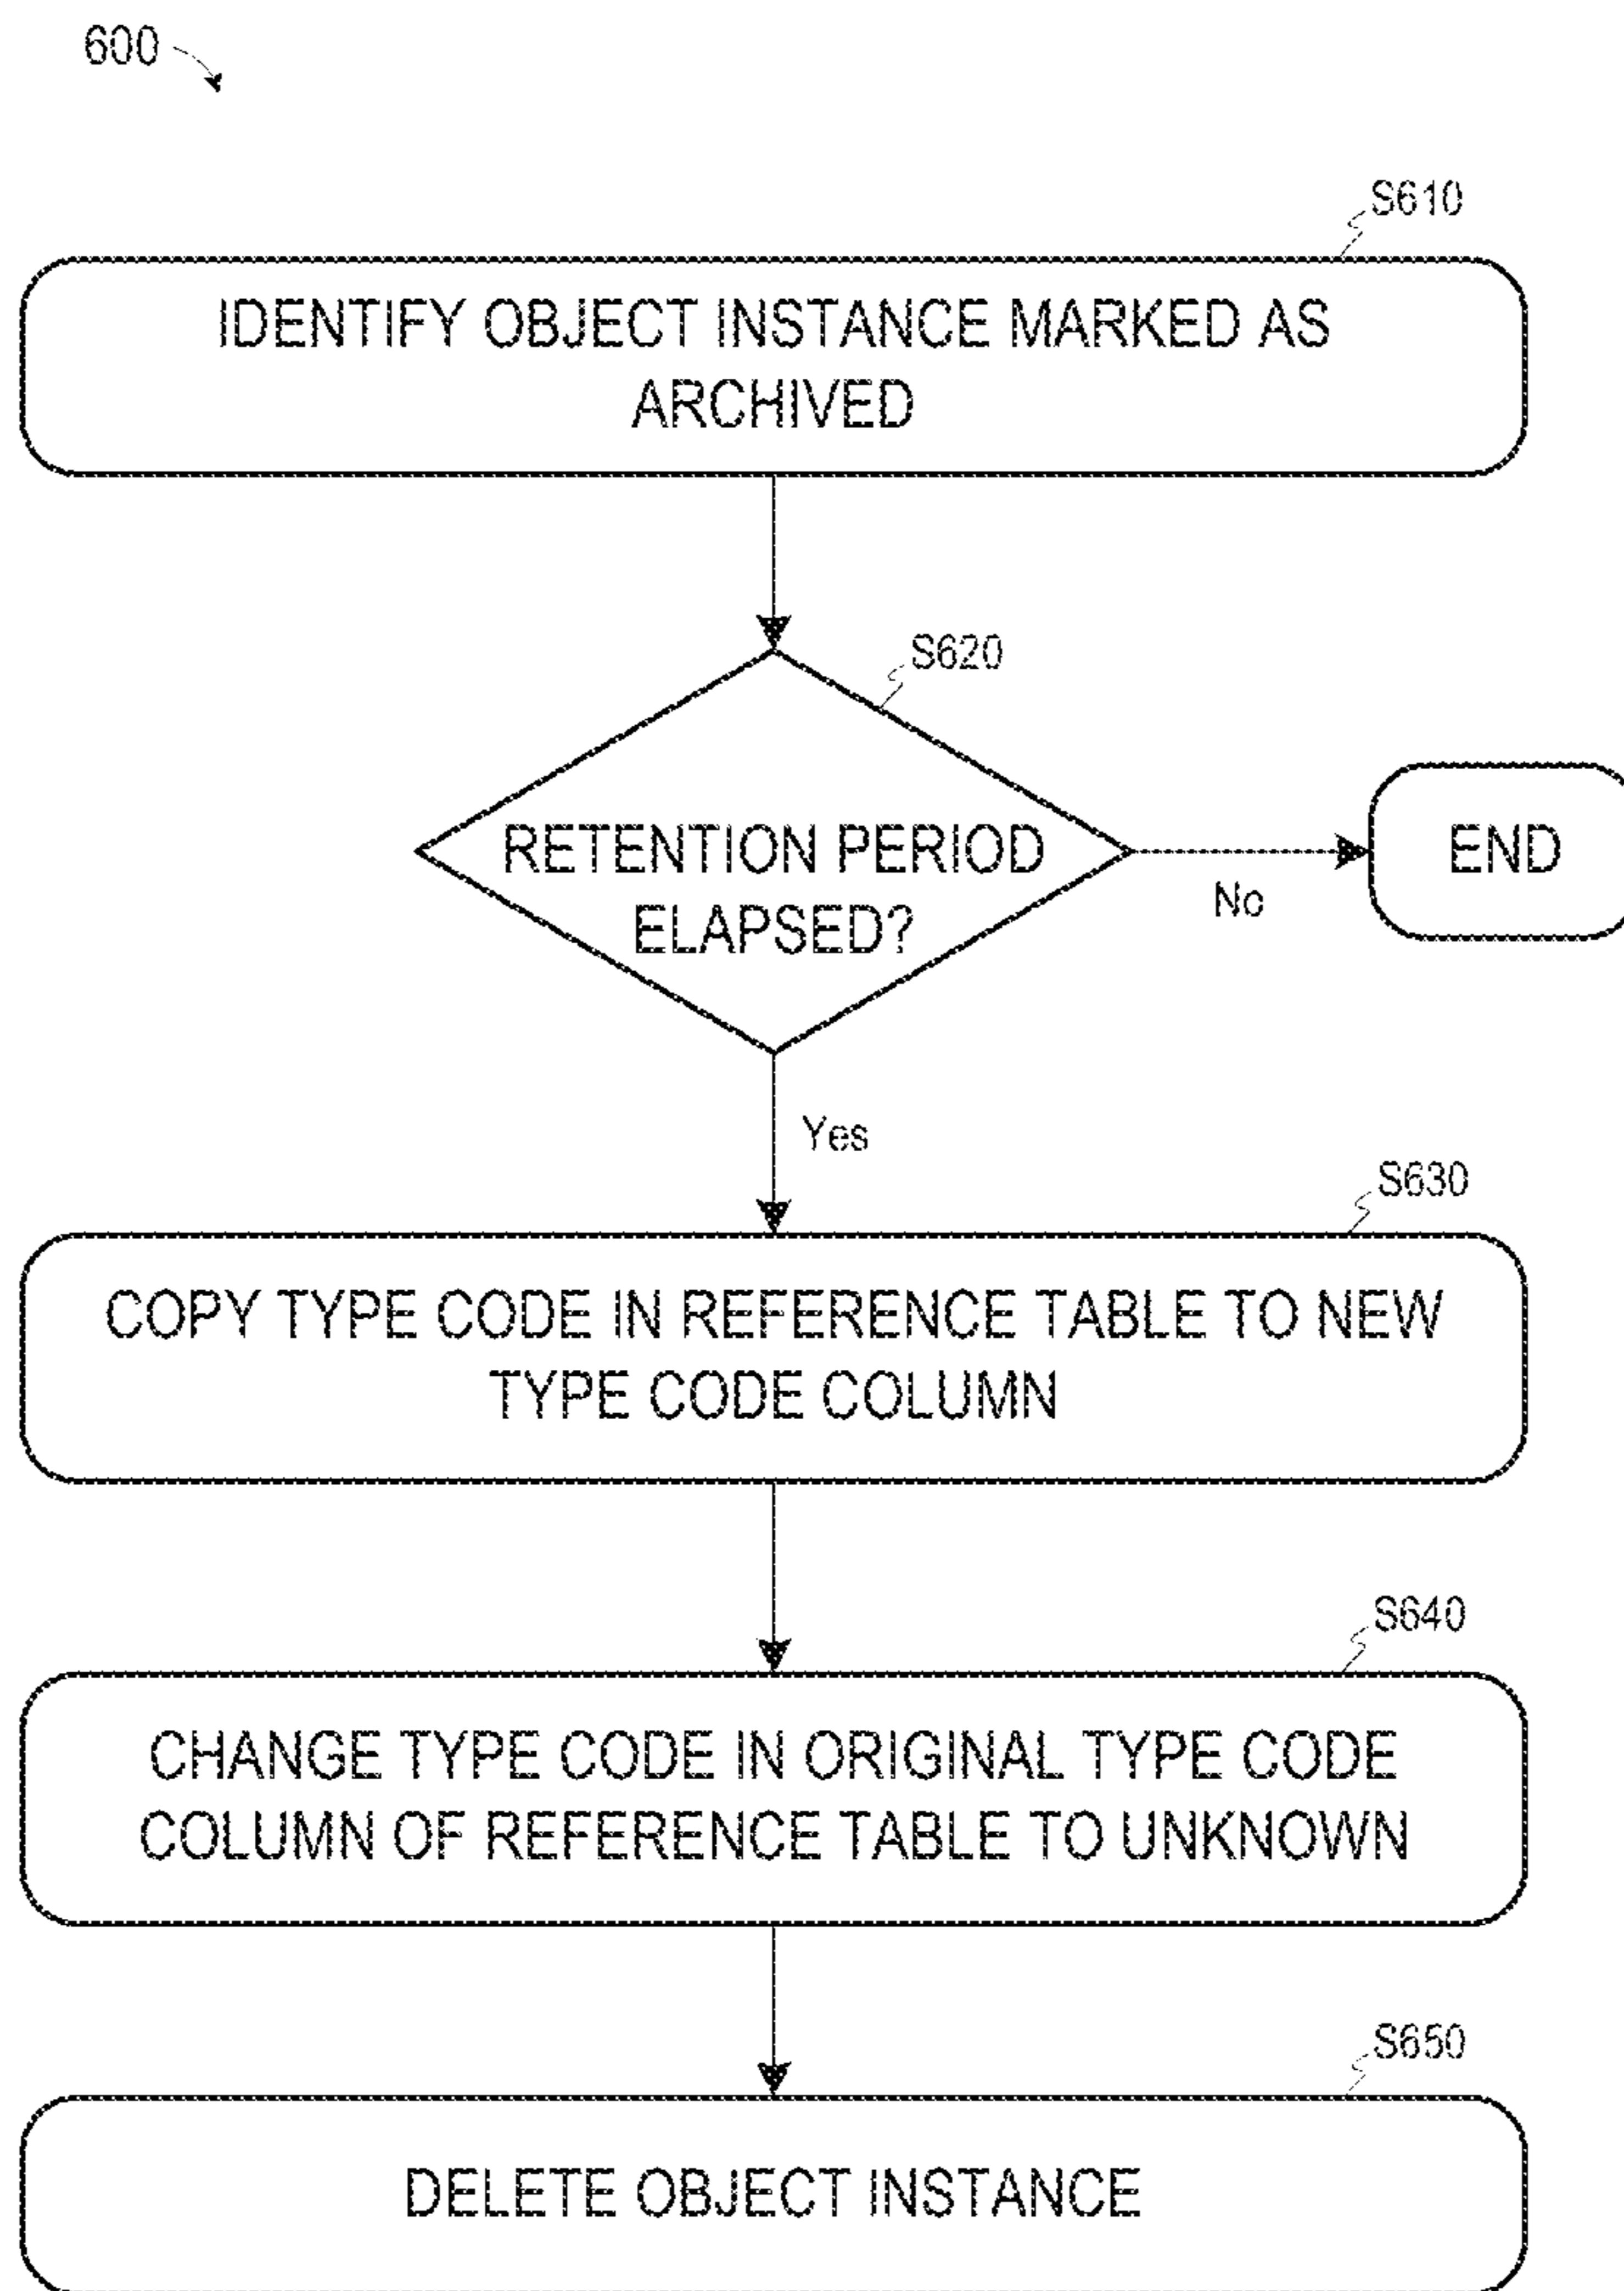 600
S610
IDENTIFY OBJECT INSTANCE MARKED AS
ARCHIVED
S620
RETENTION PERIOD
ELAPSED?
No
END
Yes
S630
COPY TYPE CODE IN REFERENCE TABLE TO NEW
TYPE CODE COLUMN
S640
CHANGE TYPE CODE IN ORIGINAL TYPE CODE
COLUMN OF REFERENCE TABLE TO UNKNOWN
S650
DELETE OBJECT INSTANCE